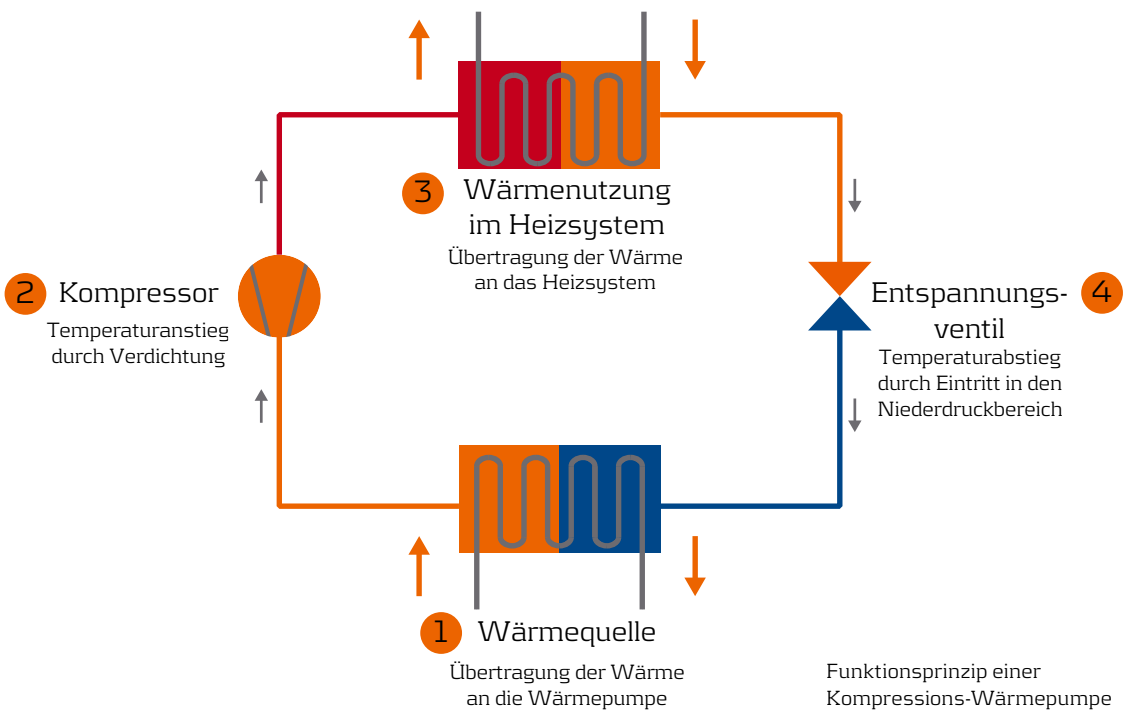 3 Wärmenutzung
im Heizsystem
Übertragung der Wärme
an das Heizsystem
2 Kompressor
Temperaturanstieg
durch Verdichtung
Entspannungs- 4
ventil
Temperaturabstieg
durch Eintritt in den
Niederdruckbereich
1 Wärmequelle
Übertragung der Wärme
an die Wärmepumpe
Funktionsprinzip einer
Kompressions-Wärmepumpe